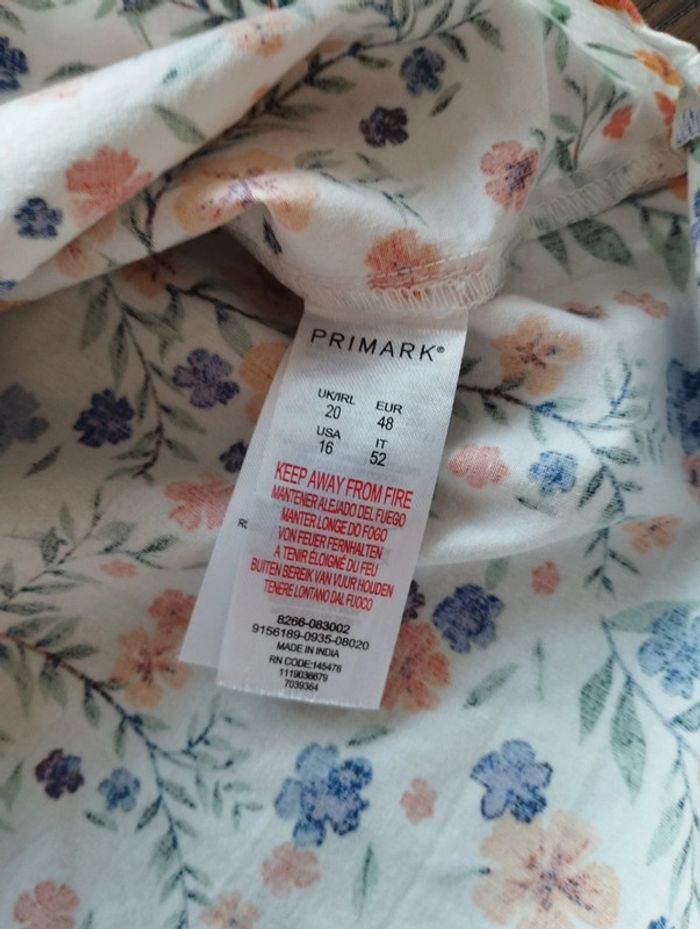 PRIMARK®
UK/IRL EUR
20 48
USA IT
16 52
KEEP AWAY FROM FIRE
MANTENER ALEJADO DEL FUEGO
MANTER LONGE DO FOGO
VON FEUER FERNHALTEN
A TENIR ÉLOIGNÉ DU FEU
BUITEN BEREIK VAN VUUR HOUDEN
TENERE LONTANO DAL FUOCO
8266-083002
9156189-0935-08020
MADE IN INDIA
RN CODE:145478
1119036679
7039364